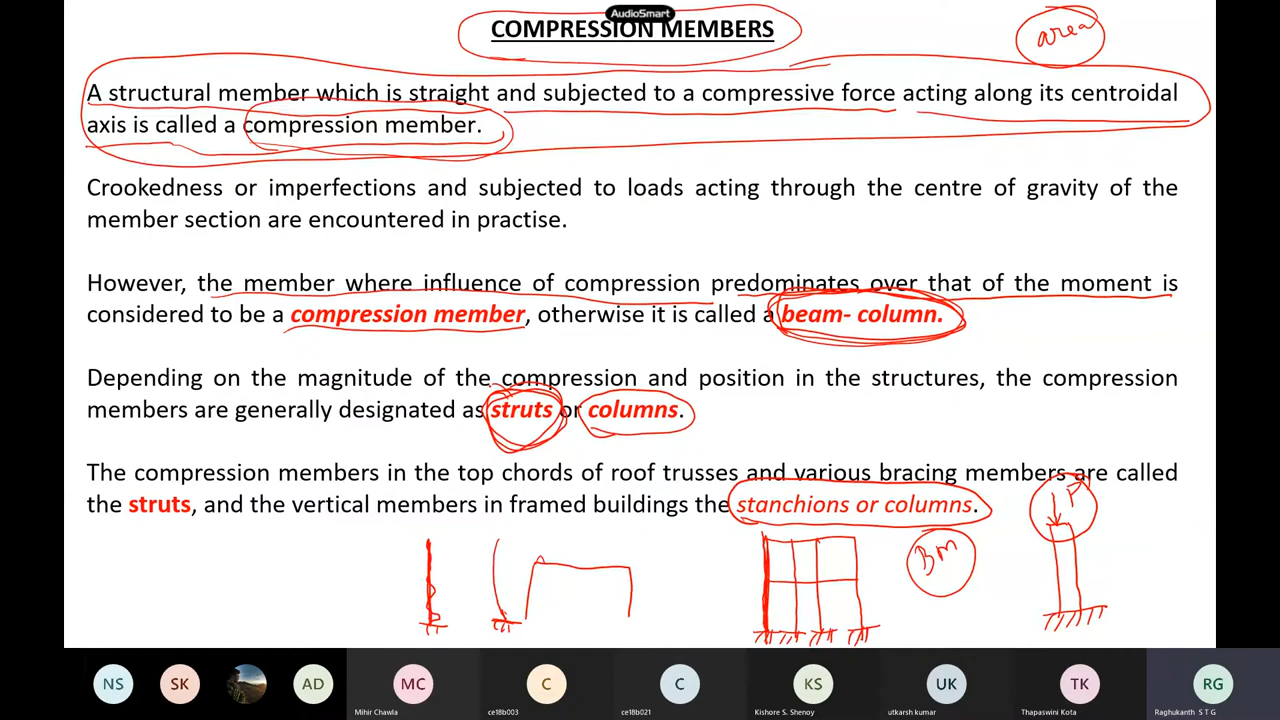 AudioSmart
COMPRESSION MEMBERS
area
A structural member which is straight and subjected to a compressive force acting along its centroidal
axis is called a compression member.
Crookedness or imperfections and subjected to loads acting through the centre of gravity of the
member section are encountered in practise.
However, the member where influence of compression predominates over that of the moment is
considered to be a compression member, otherwise it is called a beam- column.
Depending on the magnitude of the compression and position in the structures, the compression
members are generally designated as struts or columns.
The compression members in the top chords of roof trusses and various bracing members are called
the struts, and the vertical members in framed buildings the stanchions or columns.
P
BM
NS SK AD MC C C KS UK TK RG
Mihir Chawla ce18b003 ce18b021 Kishore S. Shenoy utkarsh kumar Thapaswini Kota Raghukanth S T G